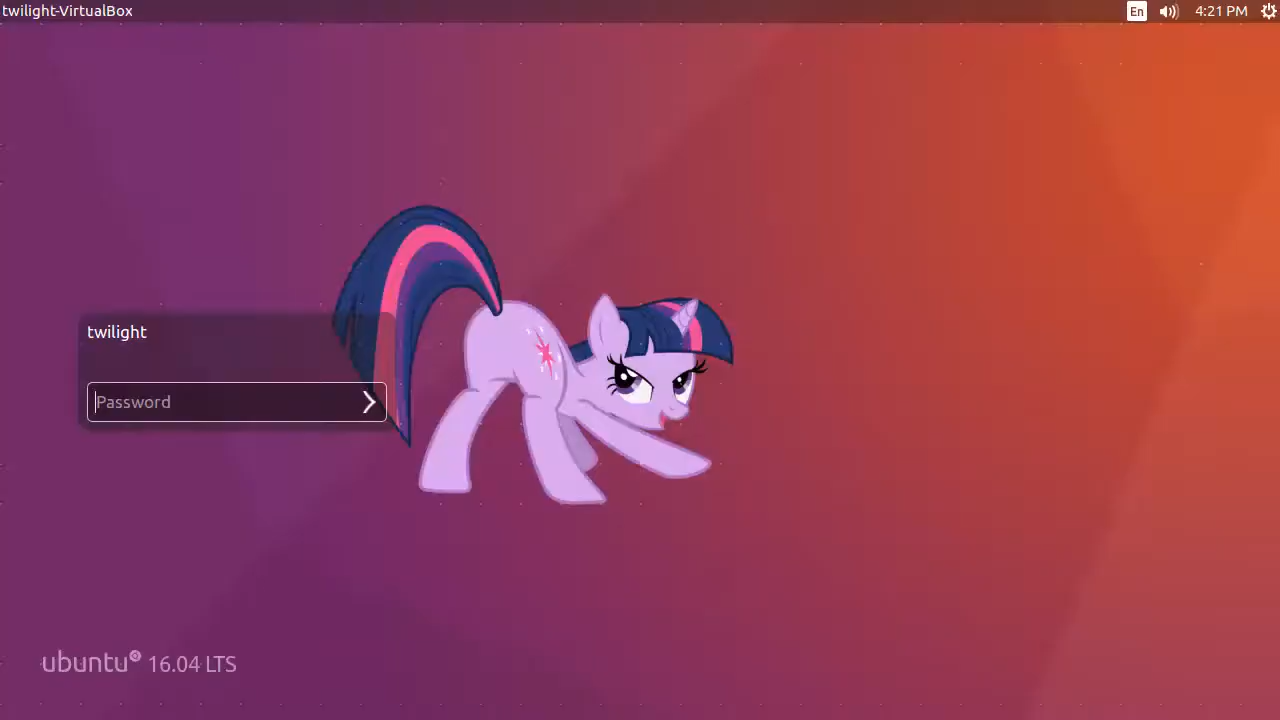 twilight-VirtualBox
En
4:21 PM
twilight
Password
ubuntu 16.04 LTS